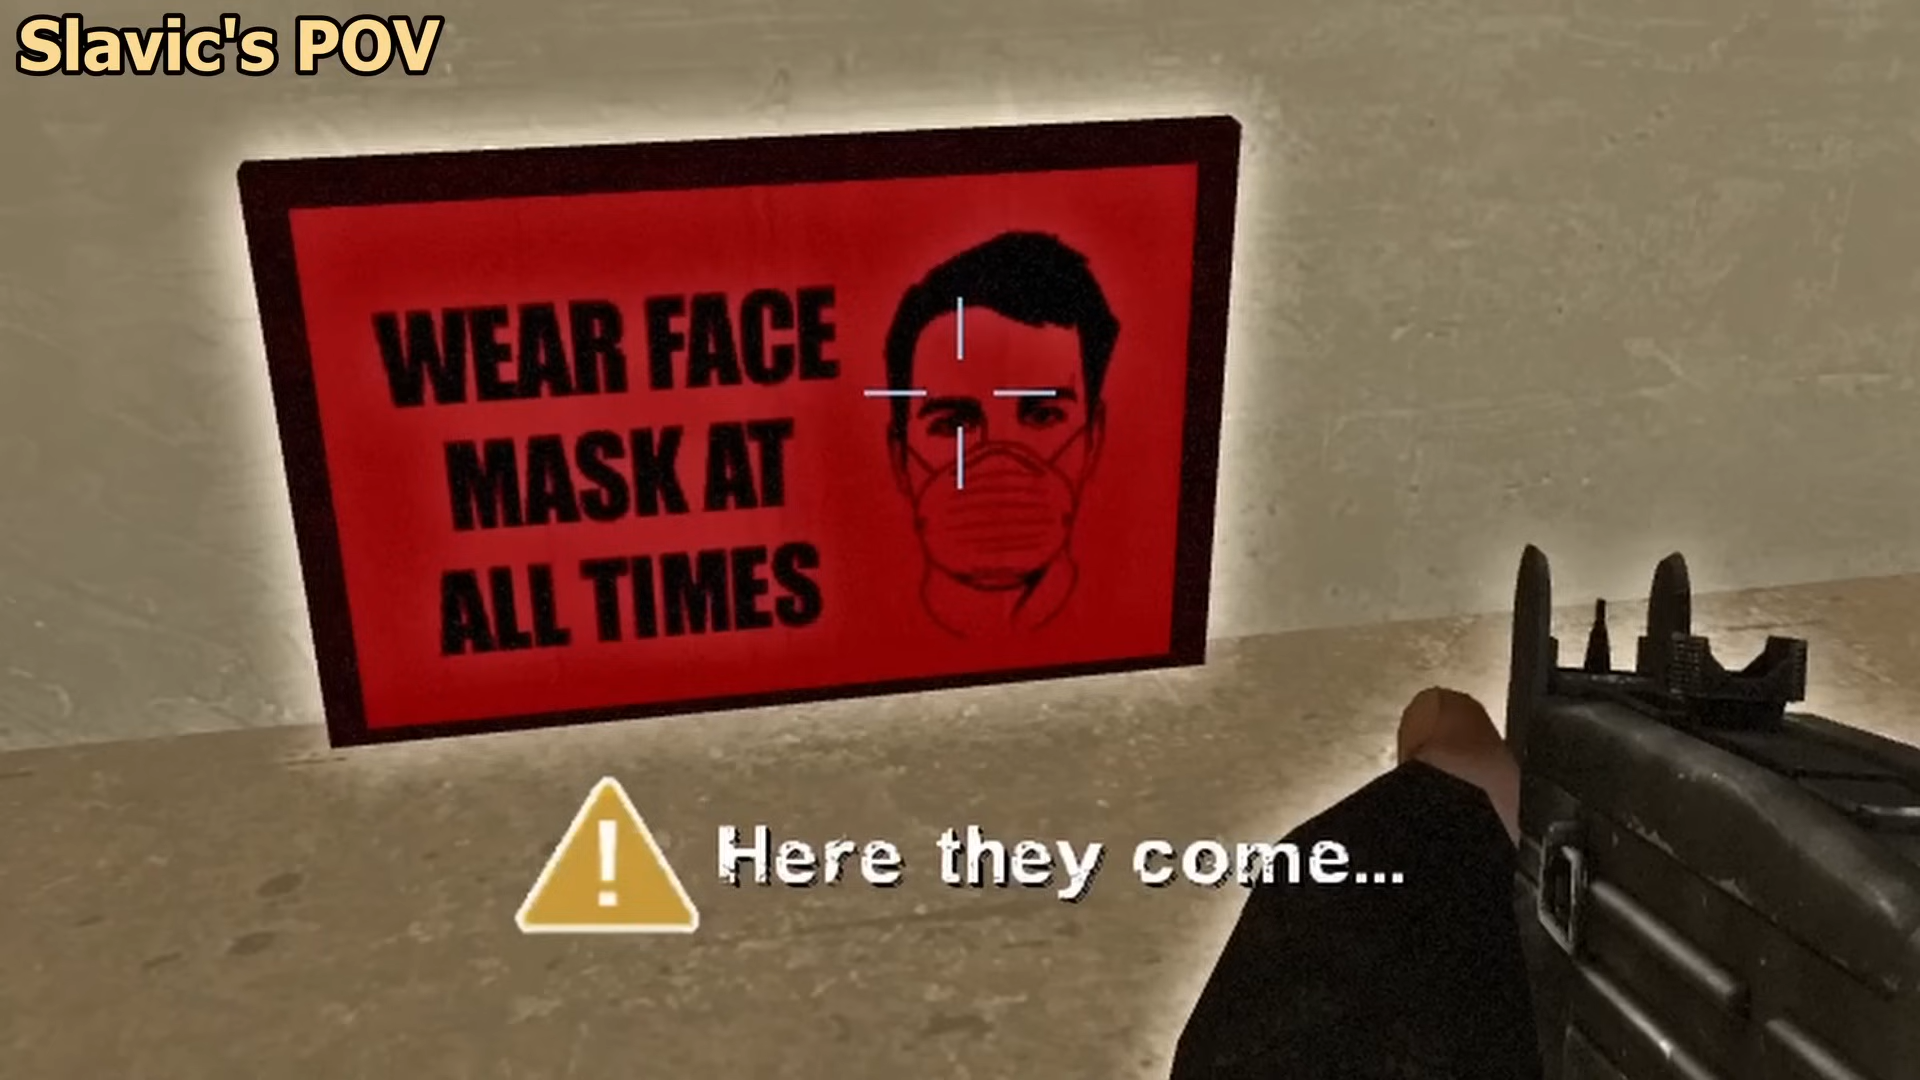 Slavic's POV
WEAR FACE
MASK AT
ALL TIMES
! Here they come...